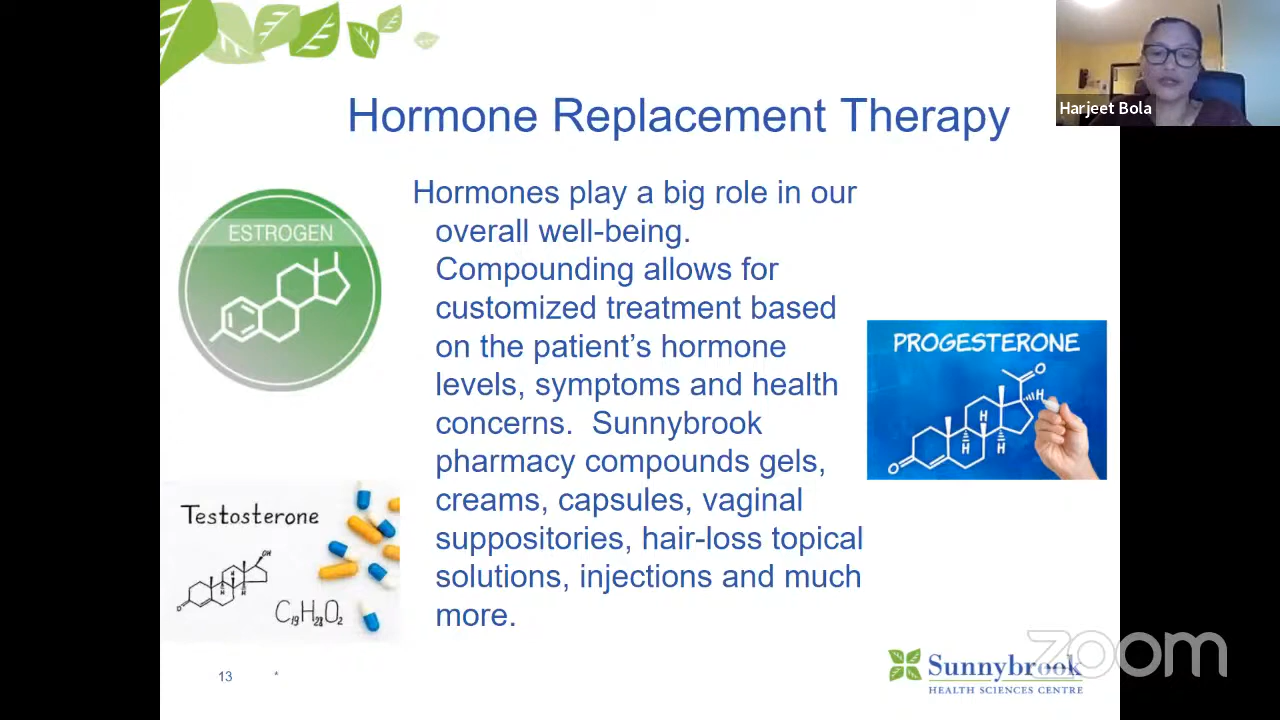 Hormone Replacement Therapy
Harjeet Bola
ESTROGEN
Hormones play a big role in our
overall well-being.
Compounding allows for
customized treatment based
on the patient’s hormone
levels, symptoms and health
concerns.  Sunnybrook
pharmacy compounds gels,
creams, capsules, vaginal
suppositories, hair-loss topical
solutions, injections and much
more.
PROGESTERONE
O
H
H
H
H
O
Testosterone
OH
H
H
H
O
C19H28O2
13
*
Sunnybrook
HEALTH SCIENCES CENTRE
zoom